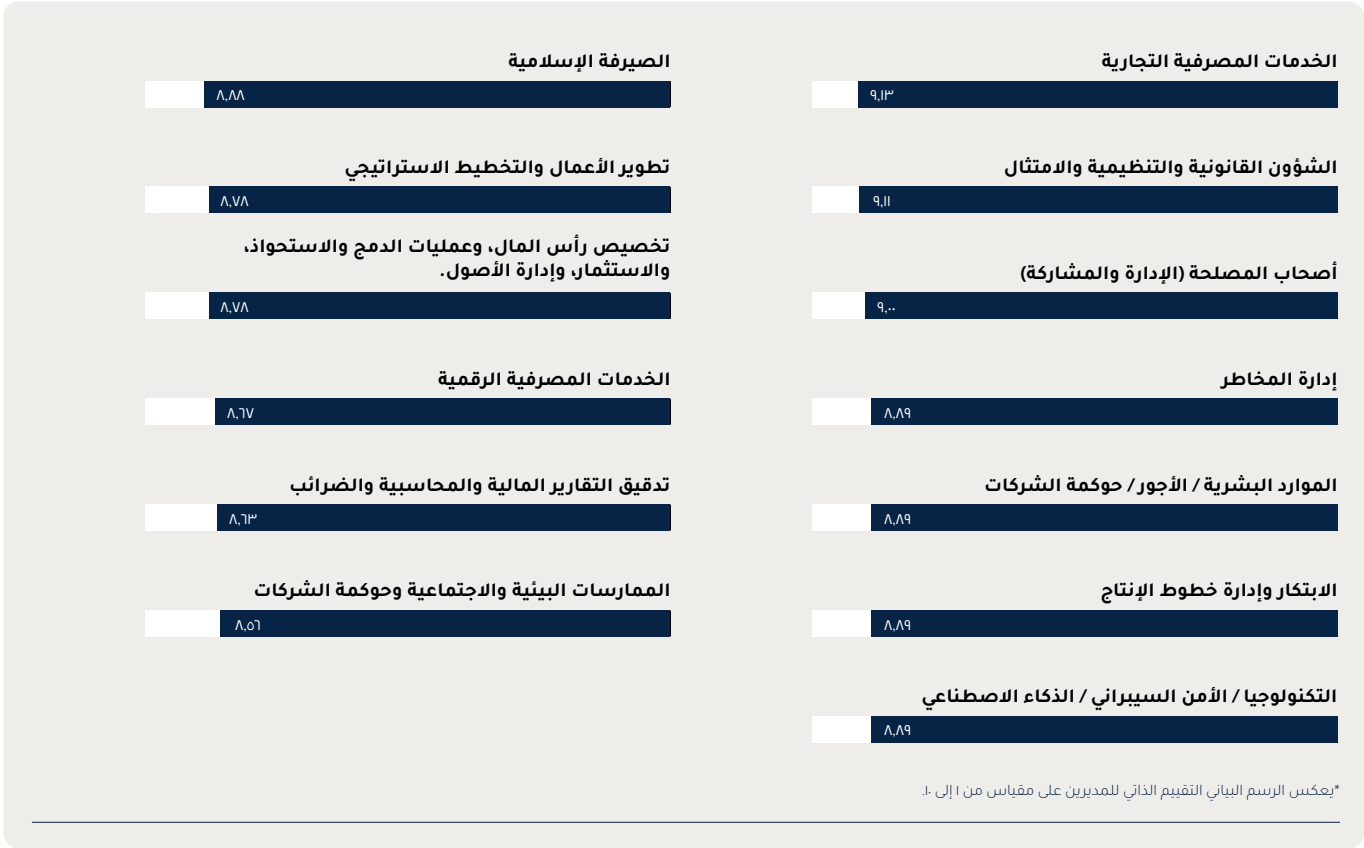 الخدمات المصرفية التجارية
٩,١٣
الشؤون القانونية والتنظيمية والامتثال
٩,١١
أصحاب المصلحة (الإدارة والمشاركة)
٩,٠٠
إدارة المخاطر
٨,٨٩
الموارد البشرية / الأجور / حوكمة الشركات
٨,٨٩
الابتكار وإدارة خطوط الإنتاج
٨,٨٩
التكنولوجيا / الأمن السيبراني / الذكاء الاصطناعي
٨,٨٩
الصيرفة الإسلامية
٨,٨٨
تطوير الأعمال والتخطيط الاستراتيجي
٨,٧٨
تخصيص رأس المال، وعمليات الدمج والاستحواذ،
والاستثمار، وإدارة الأصول.
٨,٧٨
الخدمات المصرفية الرقمية
٨,٦٧
تدقيق التقارير المالية والمحاسبية والضرائب
٨,٦٣
الممارسات البيئية والاجتماعية وحوكمة الشركات
٨,٥٦
*يعكس الرسم البياني التقييم الذاتي للمديرين على مقياس من ١ إلى ١٠.